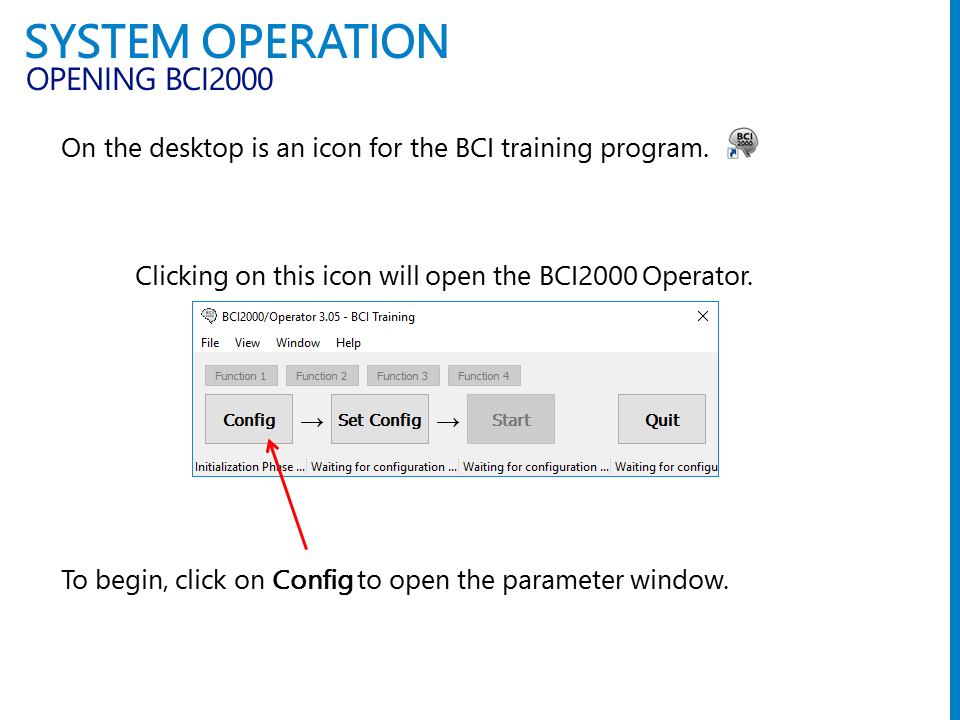 SYSTEM OPERATION
OPENING BCI2000
On the desktop is an icon for the BCI training program.
BCI
2000
Clicking on this icon will open the BCI2000 Operator.
BCI2000/Operator 3.05 - BCI Training
File View Window Help
Function 1 Function 2 Function 3 Function 4
Config → Set Config → Start Quit
Initialization Phase ... Waiting for configuration ... Waiting for configuration ... Waiting for configu
To begin, click on Config to open the parameter window.